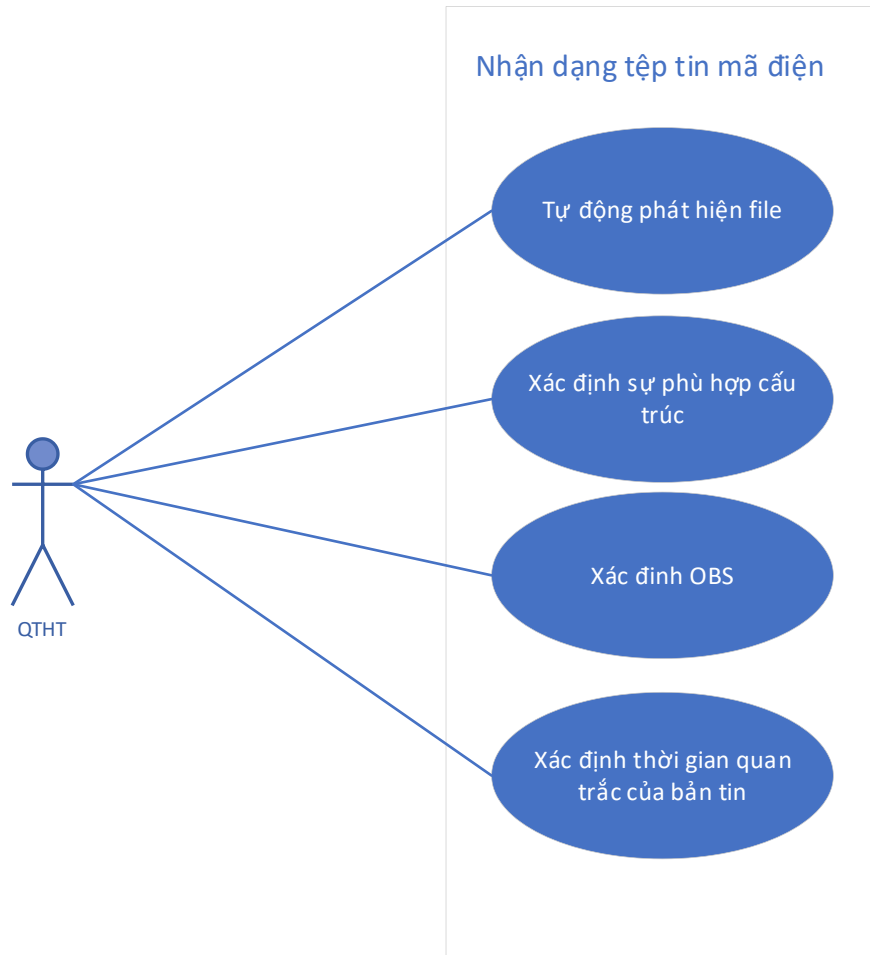 Nhận dạng tệp tin mã điện
Tự động phát hiện file
Xác định sự phù hợp cấu
trúc
Xác đinh OBS
QTHT
Xác định thời gian quan
trắc của bản tin